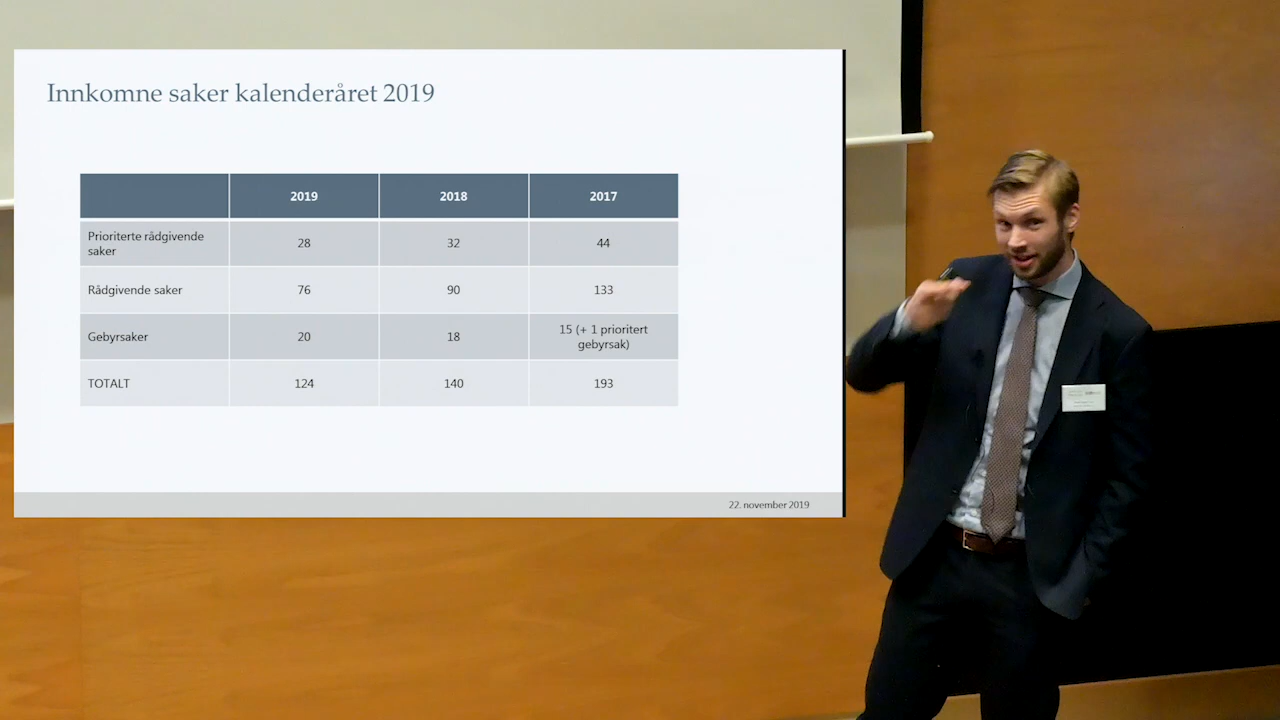 Innkomne saker kalenderåret 2019
2019 2018 2017
Prioriterte rådgivende
saker
28 32 44
Rådgivende saker 76 90 133
Gebyrsaker 20 18 15 (+ 1 prioritert
gebyrsak)
TOTALT 124 140 193
22. november 2019